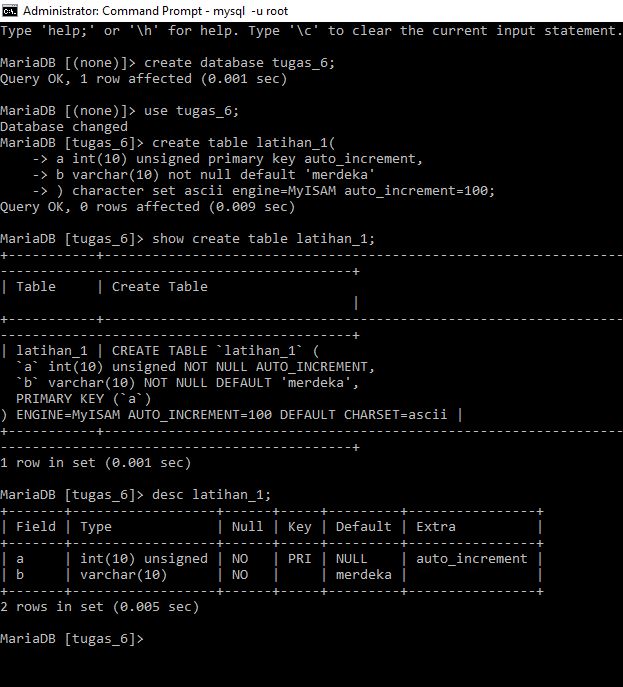 Administrator: Command Prompt - mysql  -u root
Type 'help;' or '\h' for help. Type '\c' to clear the current input statement.
MariaDB [(none)]> create database tugas_6;
Query OK, 1 row affected (0.001 sec)
MariaDB [(none)]> use tugas_6;
Database changed
MariaDB [tugas_6]> create table latihan_1(
    -> a int(10) unsigned primary key auto_increment,
    -> b varchar(10) not null default 'merdeka'
    -> ) character set ascii engine=MyISAM auto_increment=100;
Query OK, 0 rows affected (0.009 sec)
MariaDB [tugas_6]> show create table latihan_1;
| Table     | Create Table
|
| latihan_1 | CREATE TABLE `latihan_1` (
  `a` int(10) unsigned NOT NULL AUTO_INCREMENT,
  `b` varchar(10) NOT NULL DEFAULT 'merdeka',
  PRIMARY KEY (`a`)
) ENGINE=MyISAM AUTO_INCREMENT=100 DEFAULT CHARSET=ascii |
1 row in set (0.001 sec)
MariaDB [tugas_6]> desc latihan_1;
| Field | Type             | Null | Key | Default | Extra          |
| a     | int(10) unsigned | NO   | PRI | NULL    | auto_increment |
| b     | varchar(10)      | NO   |     | merdeka |                |
2 rows in set (0.005 sec)
MariaDB [tugas_6]>